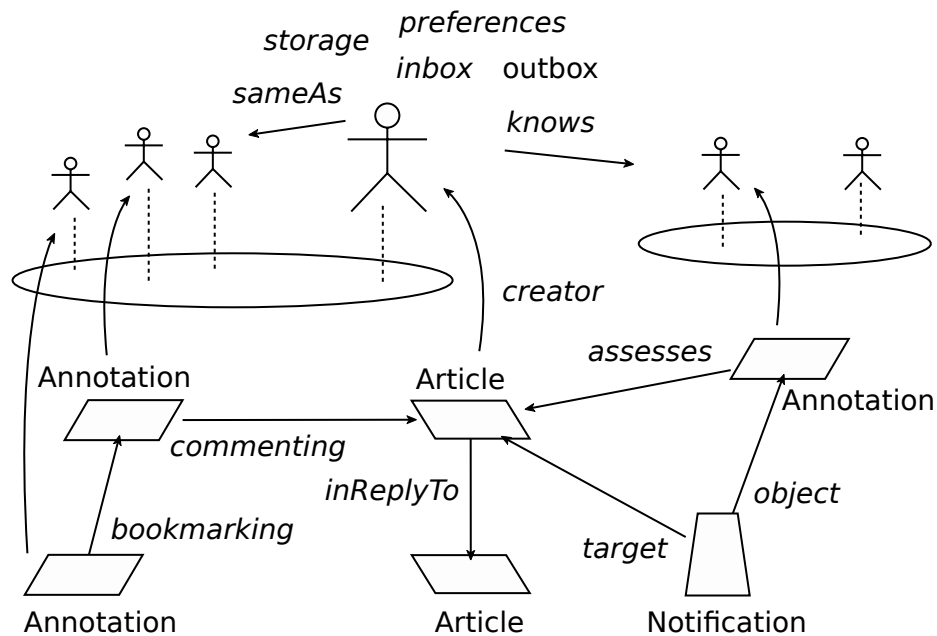 preferences
storage
inbox outbox
sameAs
knows
creator
assesses
Annotation
Article
Annotation
commenting
inReplyTo
object
bookmarking
target
Annotation
Article
Notification